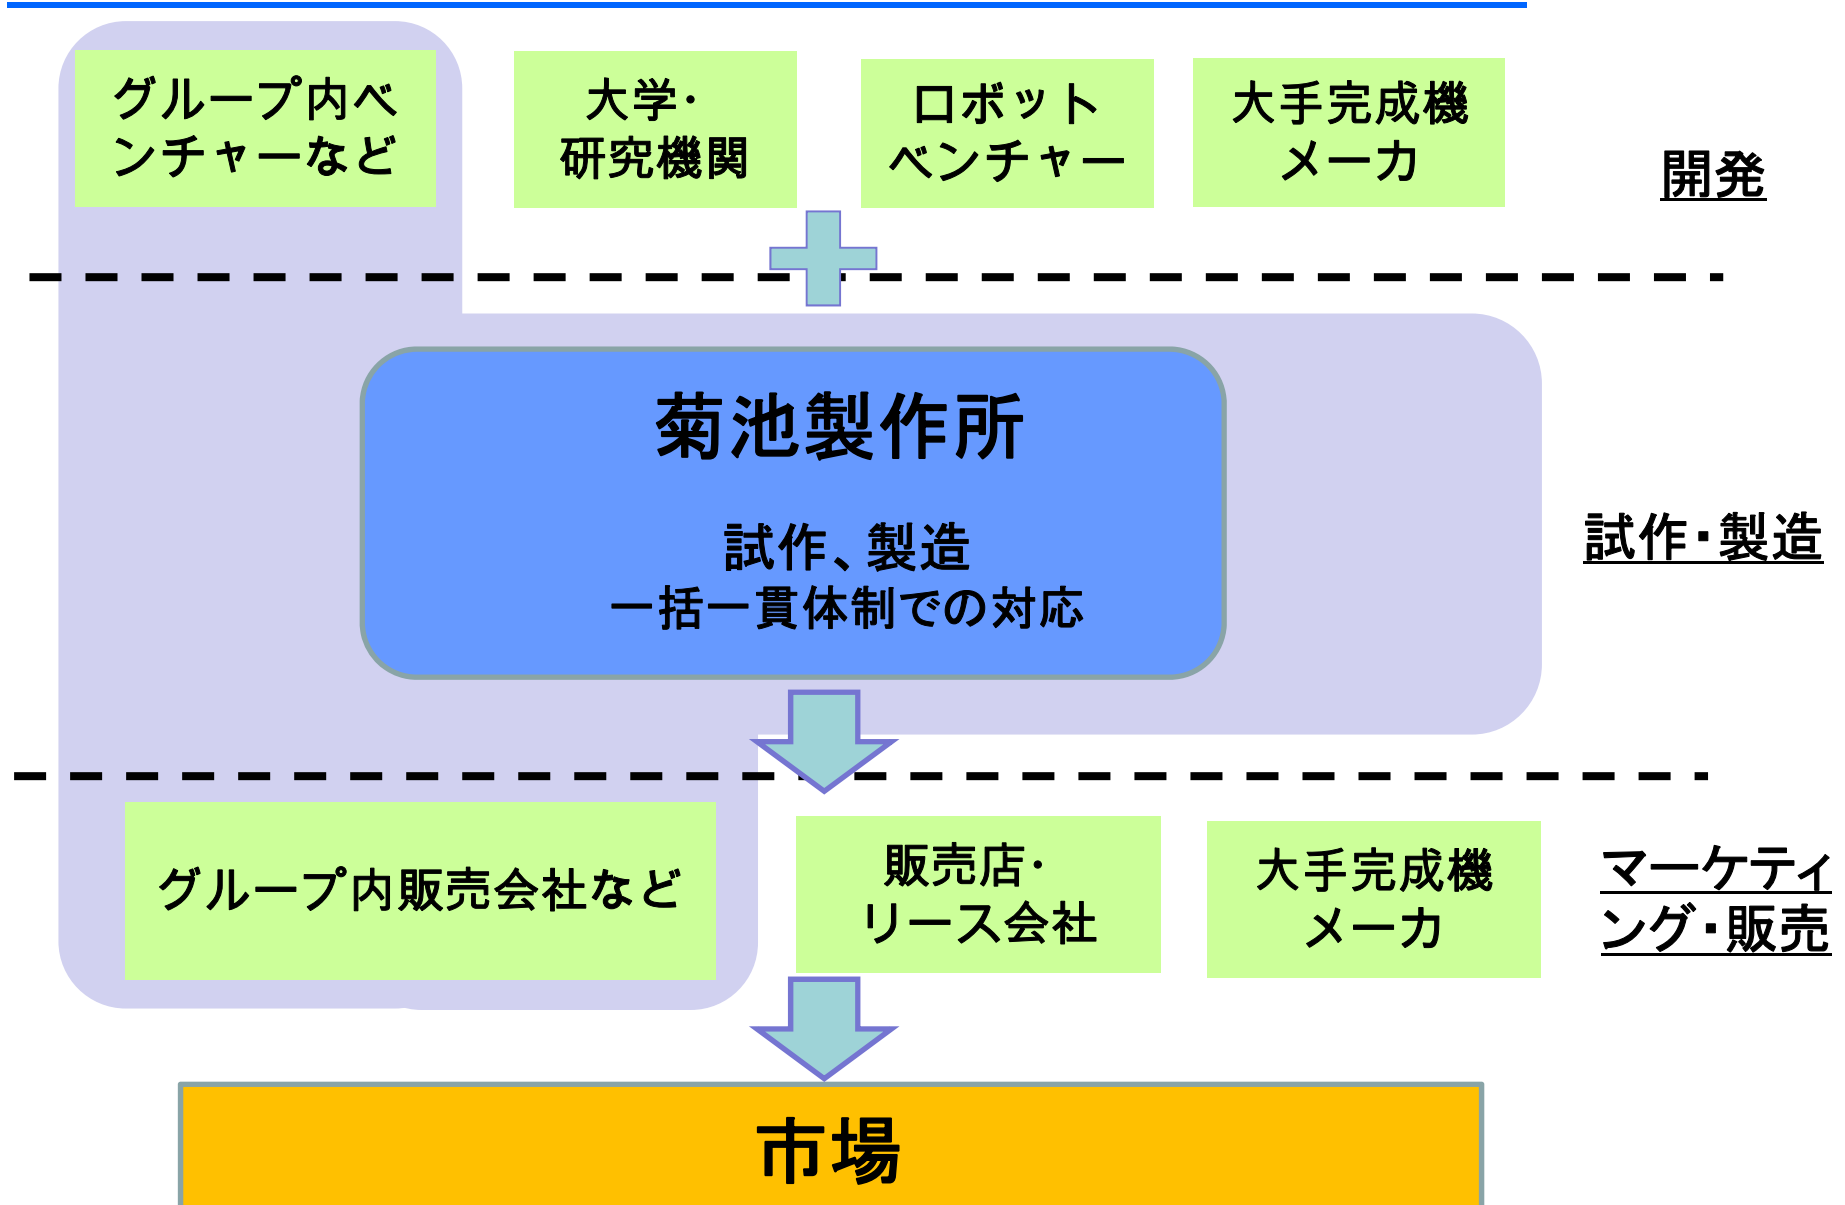 グループ内ベ
ンチャーなど
大学・
研究機関
ロボット
ベンチャー
大手完成機
メーカ
開発
菊池製作所
試作、製造
一括一貫体制での対応
試作・製造
グループ内販売会社など
販売店・
リース会社
大手完成機
メーカ
マーケティ
ング・販売
市場